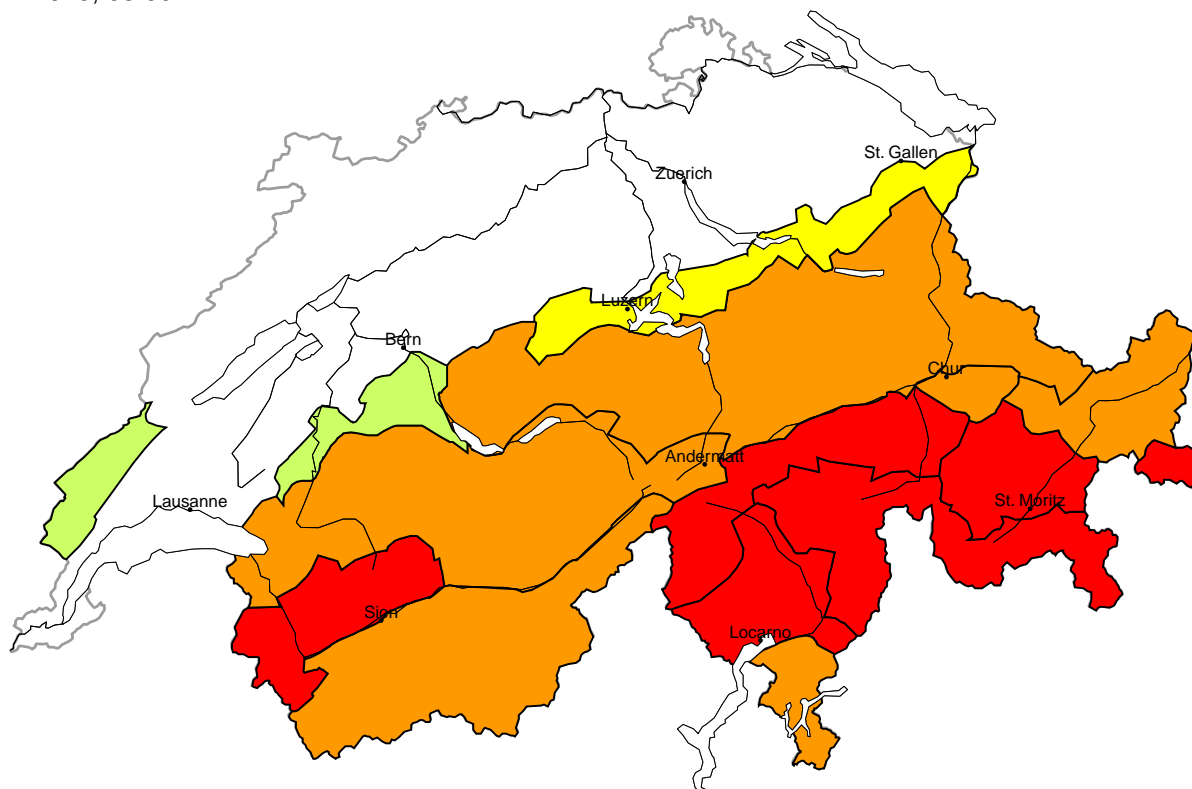 St. Gallen
Zuerich
Luzern
Bern
Chur
Andermatt
Lausanne
St. Moritz
Sion
Locarno